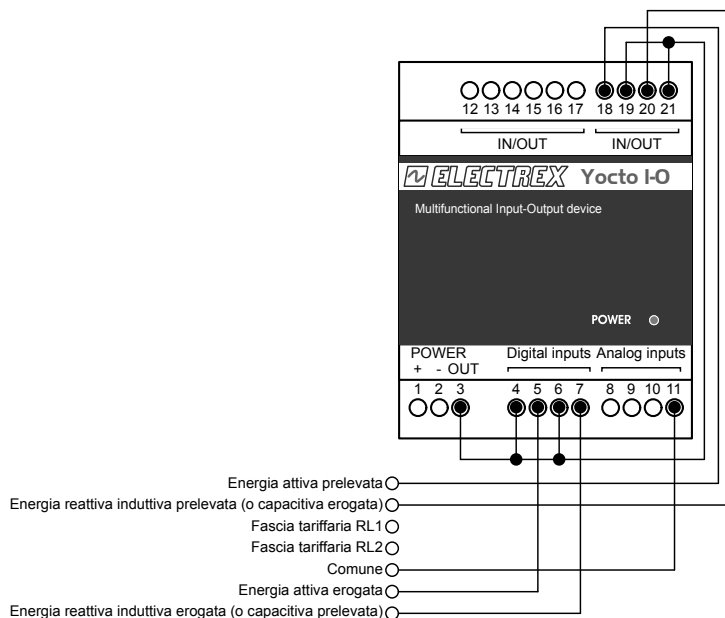 12 13 14 15 16 17 18 19 20 21
IN/OUT IN/OUT
ELECTREX Yocto I-O
Multifunctional Input-Output device
POWER
POWER Digital inputs Analog inputs
+ - OUT
1 2 3 4 5 6 7 8 9 10 11
Energia attiva prelevata
Energia reattiva induttiva prelevata (o capacitiva erogata)
Fascia tariffaria RL1
Fascia tariffaria RL2
Comune
Energia attiva erogata
Energia reattiva induttiva erogata (o capacitiva prelevata)